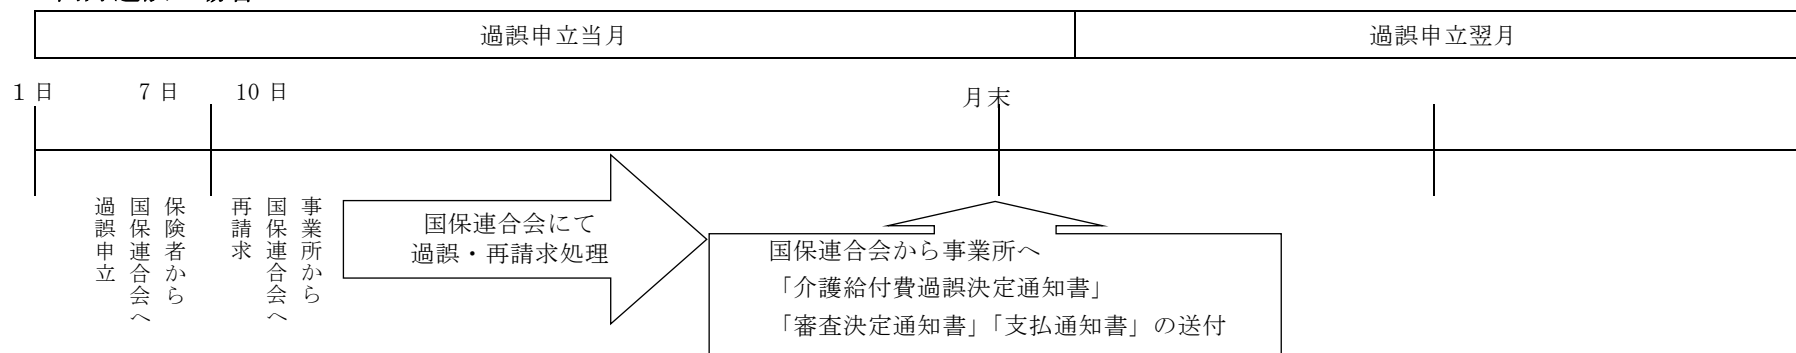 過誤申立当月
過誤申立翌月
1日
7日
10日
月末
保険者から
国保連合会へ
過誤申立
事業所から
国保連合会へ
再請求
国保連合会にて
過誤・再請求処理
国保連合会から事業所へ
「介護給付費過誤決定通知書」
「審査決定通知書」「支払通知書」の送付